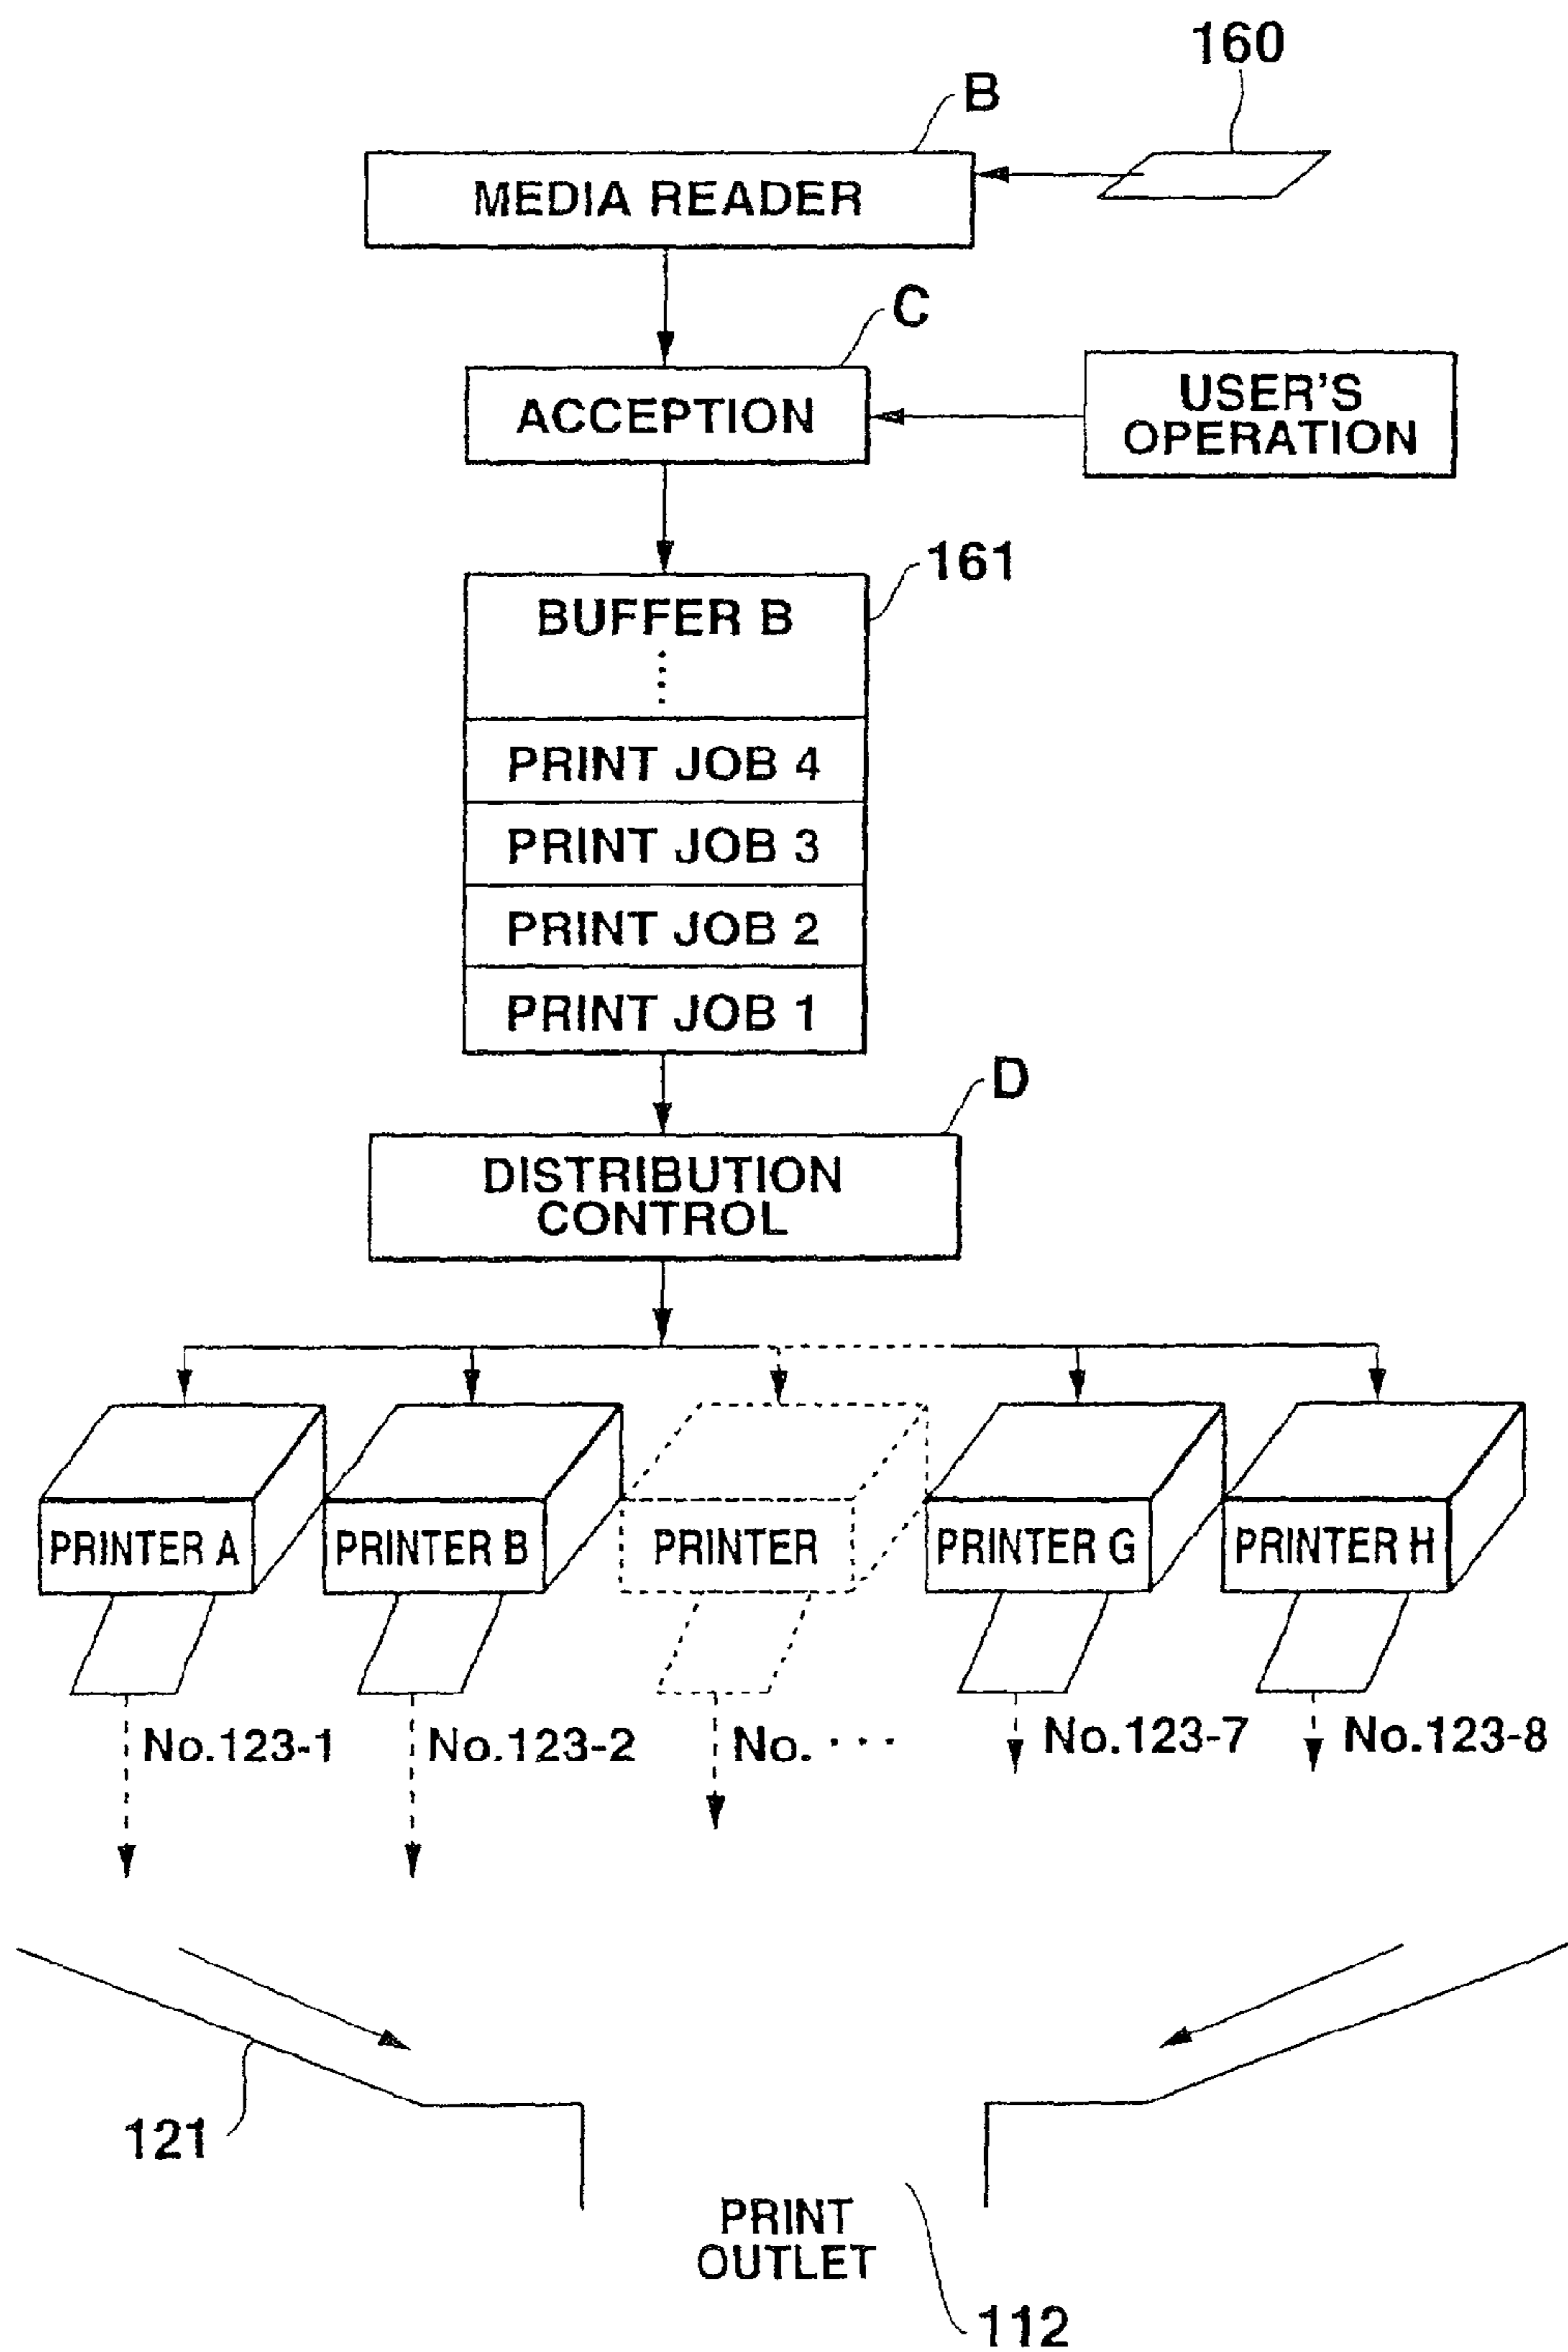 160
B
MEDIA READER
C
ACCEPTION
USER'S
OPERATION
161
BUFFER B
⋮
PRINT JOB 4
PRINT JOB 3
PRINT JOB 2
PRINT JOB 1
D
DISTRIBUTION
CONTROL
PRINTER A
PRINTER B
PRINTER
PRINTER G
PRINTER H
No.123-1
No.123-2
No. ···
No.123-7
No.123-8
121
PRINT
OUTLET
112